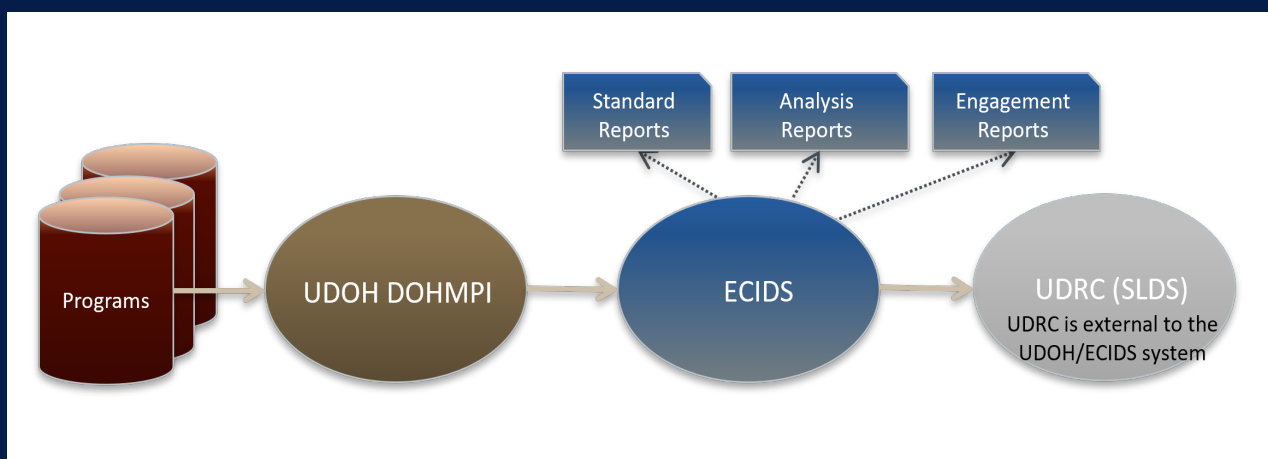 Standard
Reports
Analysis
Reports
Engagement
Reports
Programs
UDOH DOHMPI
ECIDS
UDRC (SLDS)
UDRC is external to the
UDOH/ECIDS system